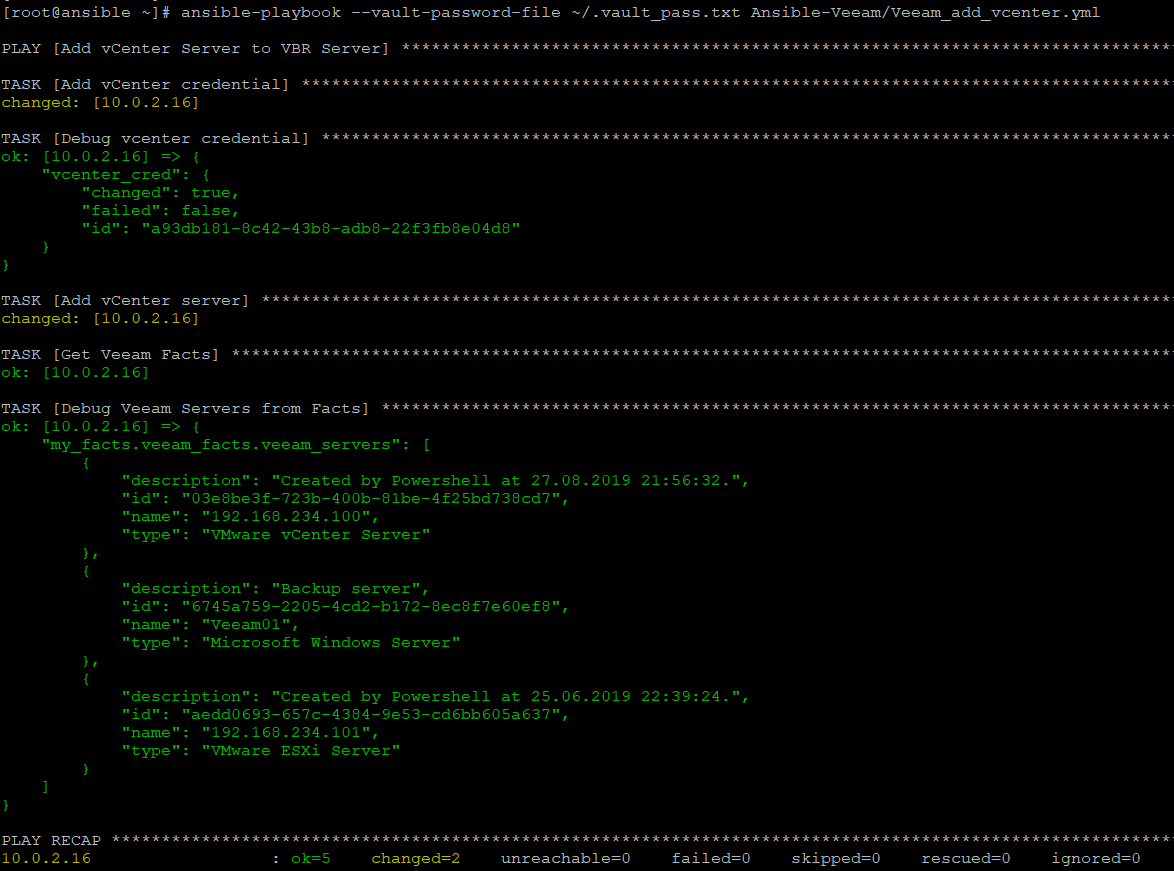 [root@ansible ~]# ansible-playbook --vault-password-file ~/.vault_pass.txt Ansible-Veeam/Veeam_add_vcenter.yml
PLAY [Add vCenter Server to VBR Server] ******************************************************************************
TASK [Add vCenter credential] ****************************************************************************************
changed: [10.0.2.16]
TASK [Debug vcenter credential] **************************************************************************************
ok: [10.0.2.16] => {
    "vcenter_cred": {
        "changed": true,
        "failed": false,
        "id": "a93db181-8c42-43b8-adb8-22f3fb8e04d8"
    }
}
TASK [Add vCenter server] ********************************************************************************************
changed: [10.0.2.16]
TASK [Get Veeam Facts] ***********************************************************************************************
ok: [10.0.2.16]
TASK [Debug Veeam Servers from Facts] ********************************************************************************
ok: [10.0.2.16] => {
    "my_facts.veeam_facts.veeam_servers": [
        {
            "description": "Created by Powershell at 27.08.2019 21:56:32.",
            "id": "03e8be3f-723b-400b-81be-4f25bd738cd7",
            "name": "192.168.234.100",
            "type": "VMware vCenter Server"
        },
        {
            "description": "Backup server",
            "id": "6745a759-2205-4cd2-b172-8ec8f7e60ef8",
            "name": "Veeam01",
            "type": "Microsoft Windows Server"
        },
        {
            "description": "Created by Powershell at 25.06.2019 22:39:24.",
            "id": "aedd0693-657c-4384-9e53-cd6bb605a637",
            "name": "192.168.234.101",
            "type": "VMware ESXi Server"
        }
    ]
}
PLAY RECAP ***********************************************************************************************************
10.0.2.16                  : ok=5    changed=2    unreachable=0    failed=0    skipped=0    rescued=0    ignored=0